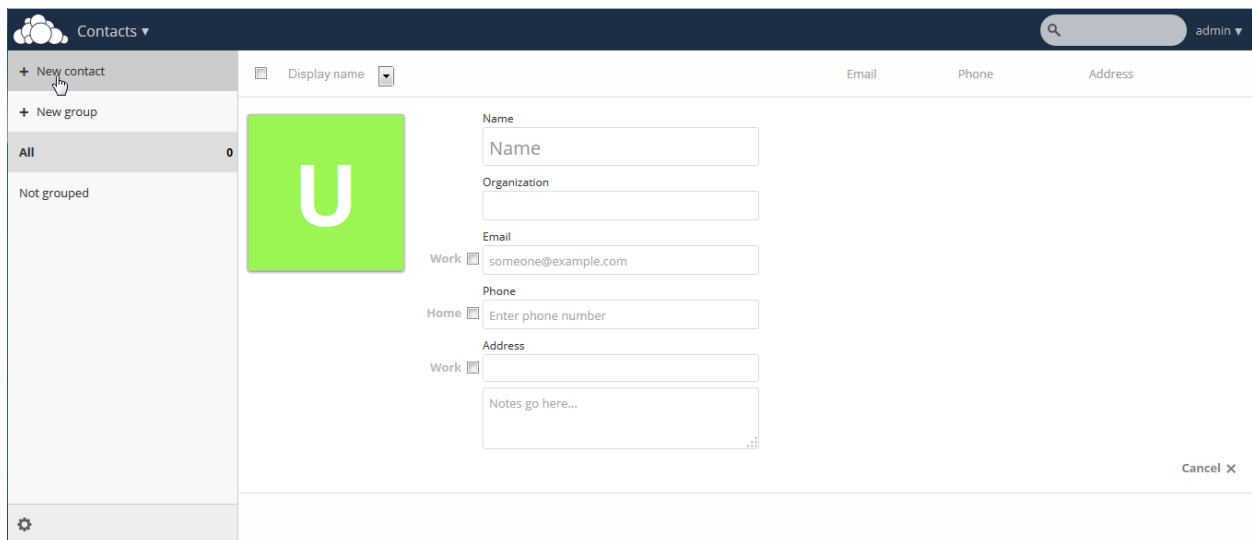 Contacts ▾
admin ▾
+ New contact
+ New group
All 0
Not grouped
Display name
Email Phone Address
U
Name
Name
Organization
Email
Work someone@example.com
Phone
Home Enter phone number
Address
Work
Notes go here...
Cancel X